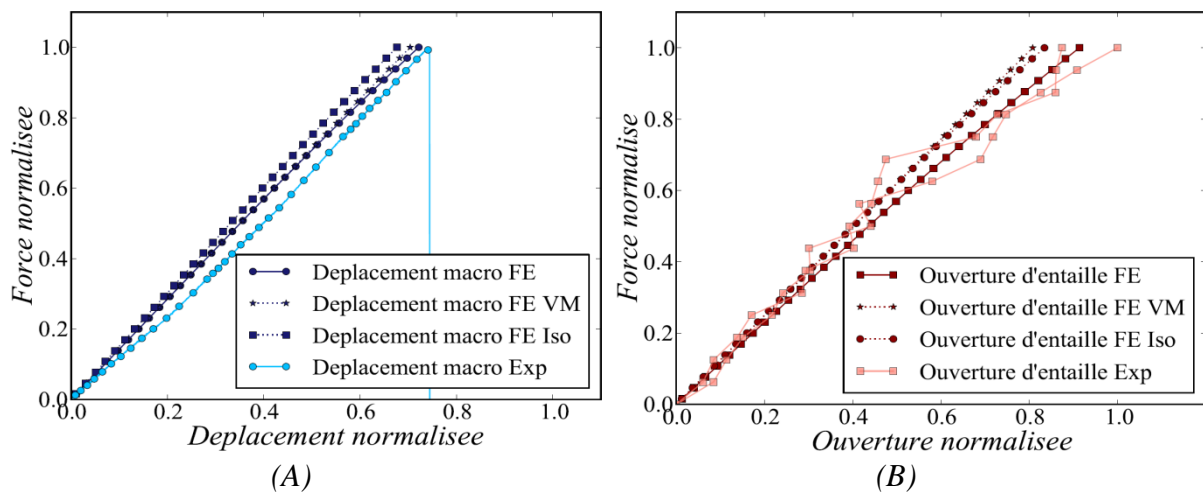 Force normalisee
1.0
0.8
0.6
0.4
0.2
0.0
0.0 0.2 0.4 0.6 0.8 1.0
Deplacement normalisee
Deplacement macro FE
Deplacement macro FE VM
Deplacement macro FE Iso
Deplacement macro Exp
(A)
Force normalise
1.0
0.8
0.6
0.4
0.2
0.0
0.0 0.2 0.4 0.6 0.8 1.0
Ouverture normalisee
Ouverture d'entaille FE
Ouverture d'entaille FE VM
Ouverture d'entaille FE Iso
Ouverture d'entaille Exp
(B)